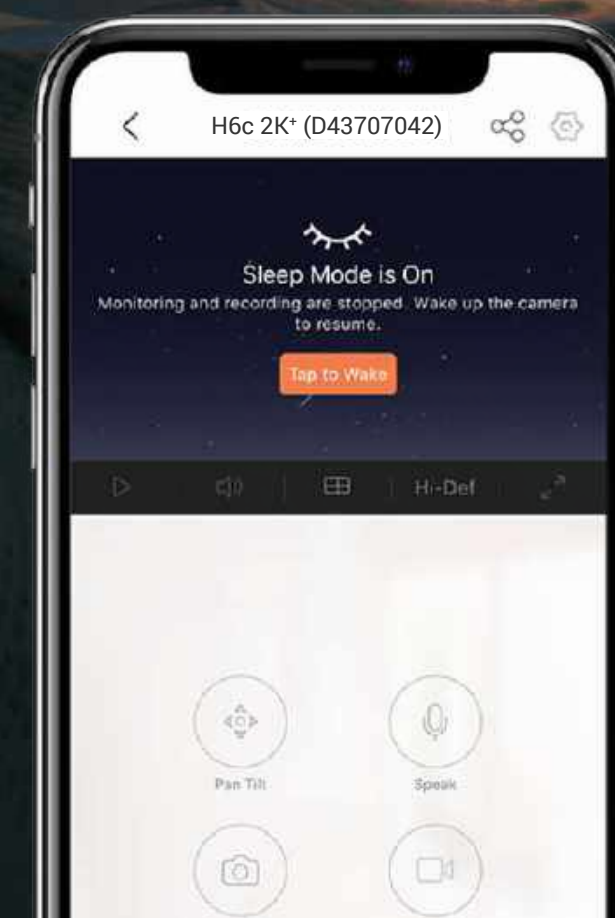 H6c 2K⁺ (D43707042)
Sleep Mode is On
Monitoring and recording are stopped. Wake up the camera
to resume.
Tap to Wake
Hi-Def
Pan Tilt
Speak